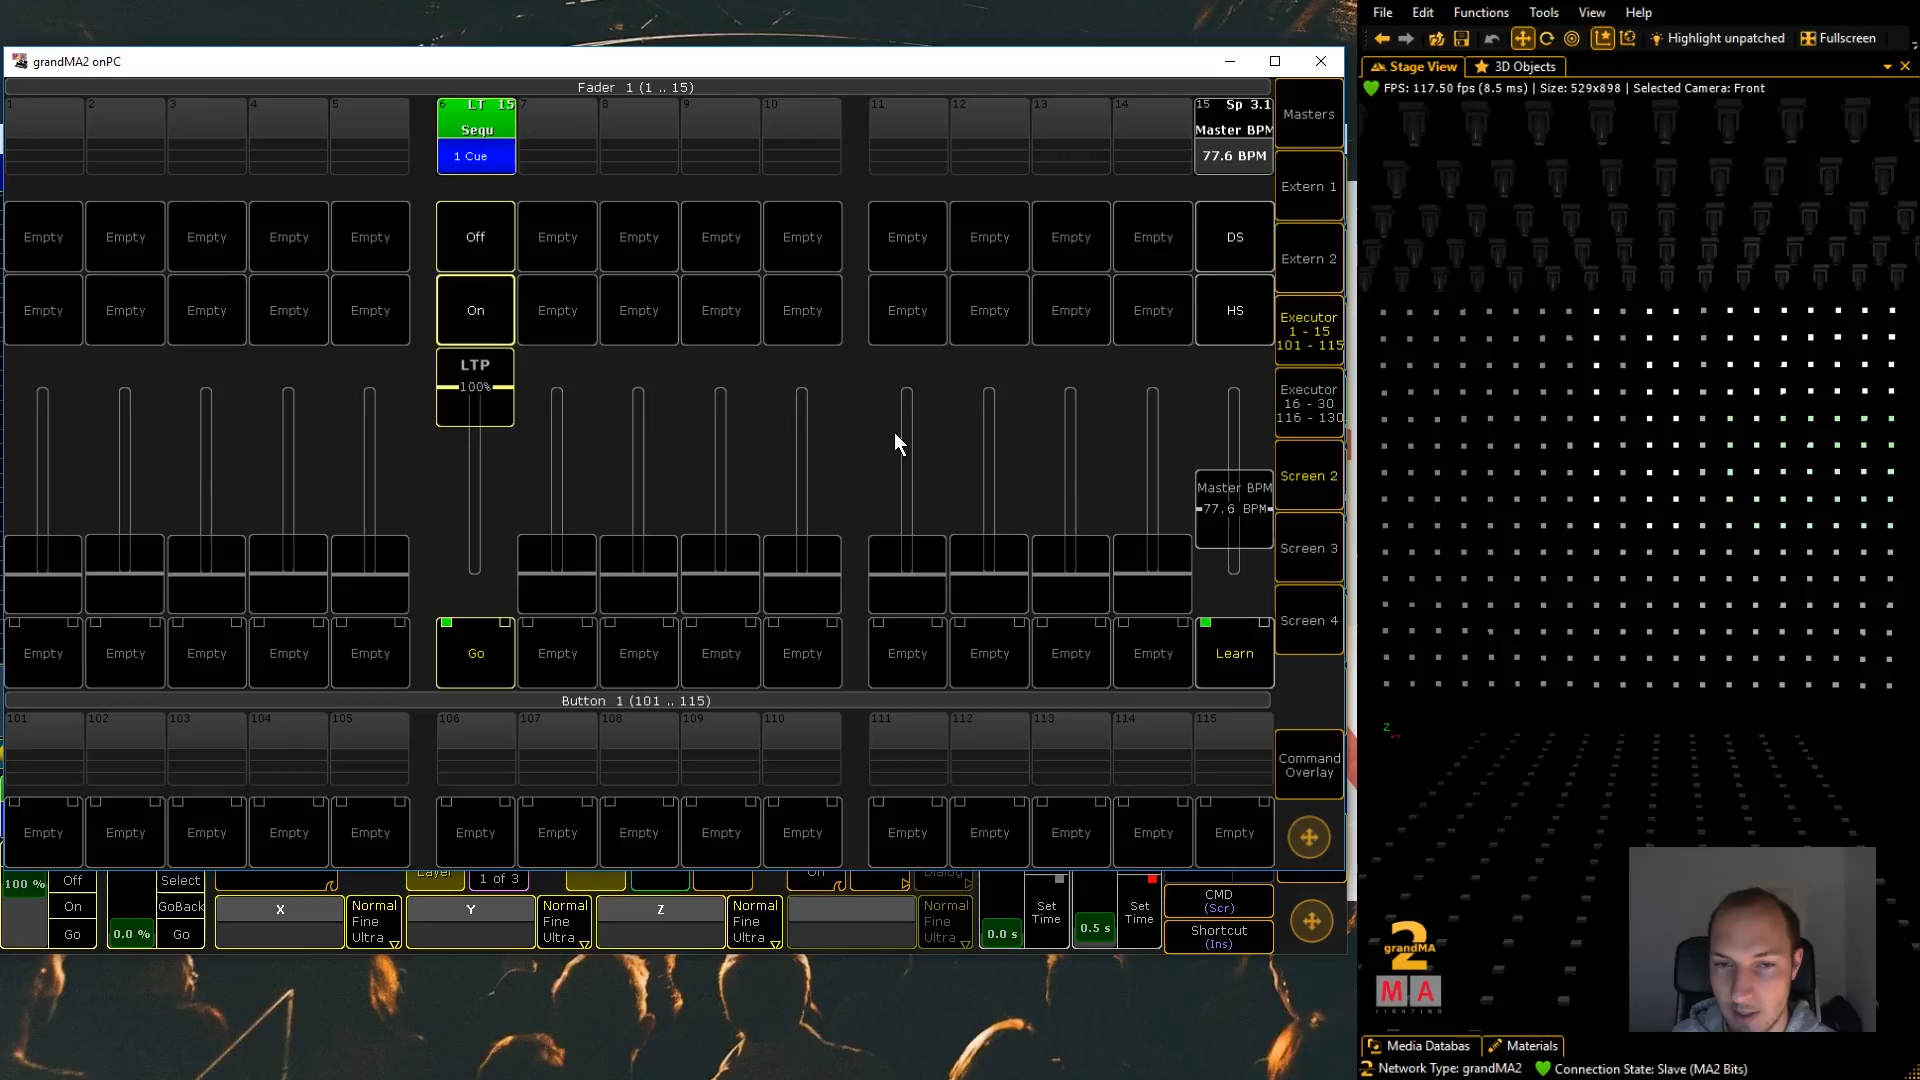 grandMA2 onPC
Fader 1 (1 .. 15)
1 2 3 4 5 6 LT 15 7 8 9 10 11 12 13 14 15 Sp 3.1
Sequ Master BPM
1 Cue 77.6 BPM
Empty Empty Empty Empty Empty Off Empty Empty Empty Empty Empty Empty Empty Empty DS
Empty Empty Empty Empty Empty On Empty Empty Empty Empty Empty Empty Empty Empty HS
LTP
100%
Master BPM
77.6 BPM
Empty Empty Empty Empty Empty Go Empty Empty Empty Empty Empty Empty Empty Empty Learn
Button 1 (101 .. 115)
101 102 103 104 105 106 107 108 109 110 111 112 113 114 115
Empty Empty Empty Empty Empty Empty Empty Empty Empty Empty Empty Empty Empty Empty Empty
Masters
Extern 1
Extern 2
Executor
1 - 15
101 - 115
Executor
16 - 30
116 - 130
Screen 2
Screen 3
Screen 4
Command
Overlay
100 % Off Select Layer 1 of 3 On Dialog
On GoBack X Normal Y Normal Z Normal Normal Set Set CMD
Fine Fine Fine Fine Time Time (Scr)
Go 0.0 % Go Ultra Ultra Ultra Ultra 0.0 s 0.5 s Shortcut
(Ins)
File Edit Functions Tools View Help
Highlight unpatched Fullscreen
Stage View 3D Objects
FPS: 117.50 fps (8.5 ms) | Size: 529x898 | Selected Camera: Front
Z
2
grandMA
MA
LIGHTING
Media Databas Materials
Network Type: grandMA2 Connection State: Slave (MA2 Bits)